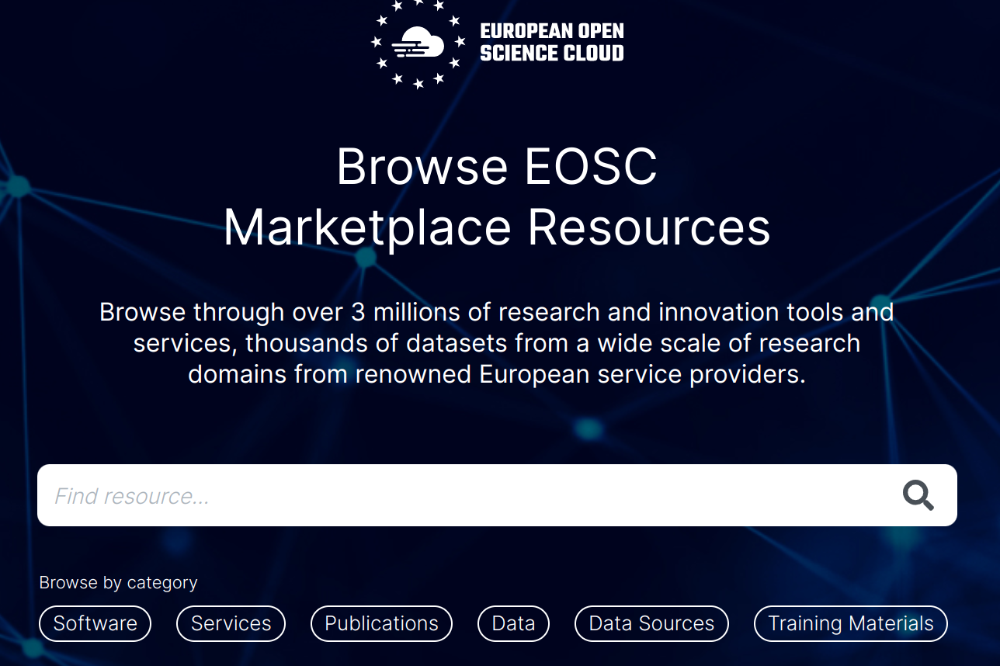 EUROPEAN OPEN
SCIENCE CLOUD
Browse EOSC
Marketplace Resources
Browse through over 3 millions of research and innovation tools and
services, thousands of datasets from a wide scale of research
domains from renowned European service providers.
Find resource...
Browse by category
Software Services Publications Data Data Sources Training Materials